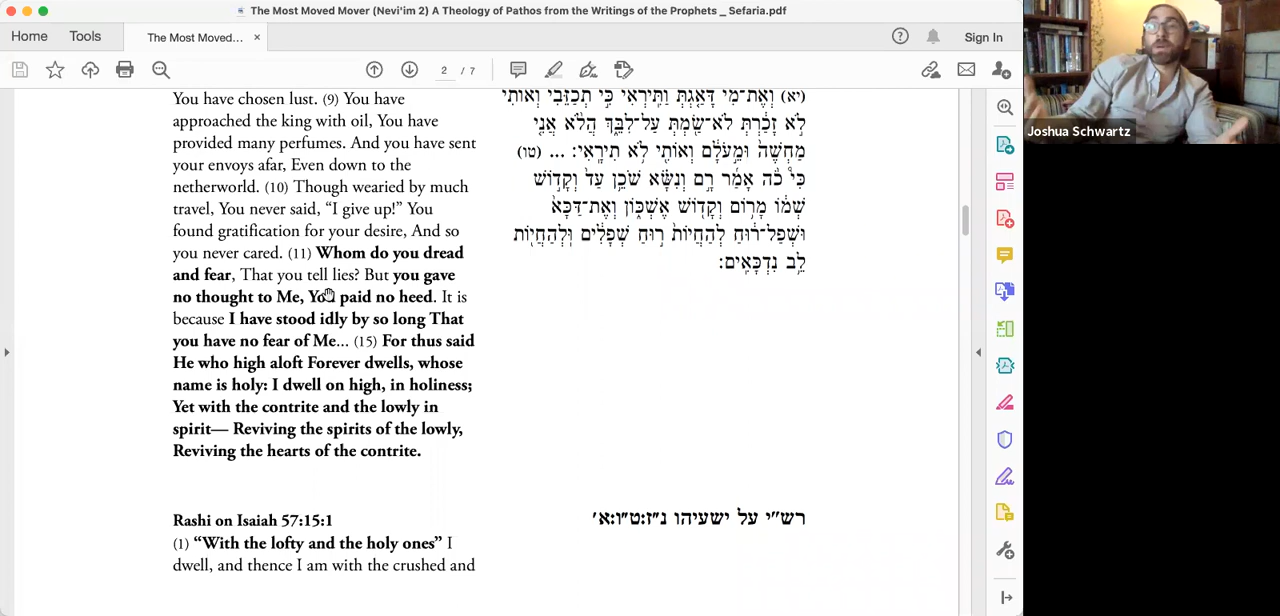 The Most Moved Mover (Nevi'im 2) A Theology of Pathos from the Writings of the Prophets _ Sefaria.pdf
Home
Tools
The Most Moved...
×
Sign In
2 / 7
You have chosen lust. (9) You have
approached the king with oil, You have
provided many perfumes. And you have sent
your envoys afar, Even down to the
netherworld. (10) Though wearied by much
travel, You never said, “I give up!” You
found gratification for your desire, And so
you never cared. (11) Whom do you dread
and fear, That you tell lies? But you gave
no thought to Me, You paid no heed. It is
because I have stood idly by so long That
you have no fear of Me... (15) For thus said
He who high aloft Forever dwells, whose
name is holy: I dwell on high, in holiness;
Yet with the contrite and the lowly in
spirit— Reviving the spirits of the lowly,
Reviving the hearts of the contrite.
Rashi on Isaiah 57:15:1
(1) “With the lofty and the holy ones” I
dwell, and thence I am with the crushed and
(יא) וְאֶת־מִ֞י דָּאַ֤גְתְּ וַתִּֽירְאִי֙ כִּ֣י תְכַזֵּ֔בִי וְאוֹתִי֙
לֹ֣א זָכַ֔רְתְּ לֹא־שַׂ֖מְתְּ עַל־לִבֵּ֑ךְ הֲלֹ֨א אֲנִ֤י
מַחְשֶׁה֙ וּמֵ֣עֹלָ֔ם וְאוֹתִ֖י לֹ֥א תִירָֽאִי׃ ... (טו)
כִּי֩ כֹ֨ה אָמַ֜ר רָ֣ם וְנִשָּׂ֗א שֹׁכֵ֥ן עַד֙ וְקָד֣וֹשׁ
שְׁמ֔וֹ מָר֥וֹם וְקָד֖וֹשׁ אֶשְׁכּ֑וֹן וְאֶת־דַּכָּא֙
וּשְׁפַל־ר֔וּחַ לְהַחֲיוֹת֙ ר֣וּחַ שְׁפָלִ֔ים וּֽלְהַחֲי֖וֹת
לֵ֥ב נִדְכָּאִֽים׃
רש״י על ישעיהו נ״ז:ט״ו:א׳
Joshua Schwartz